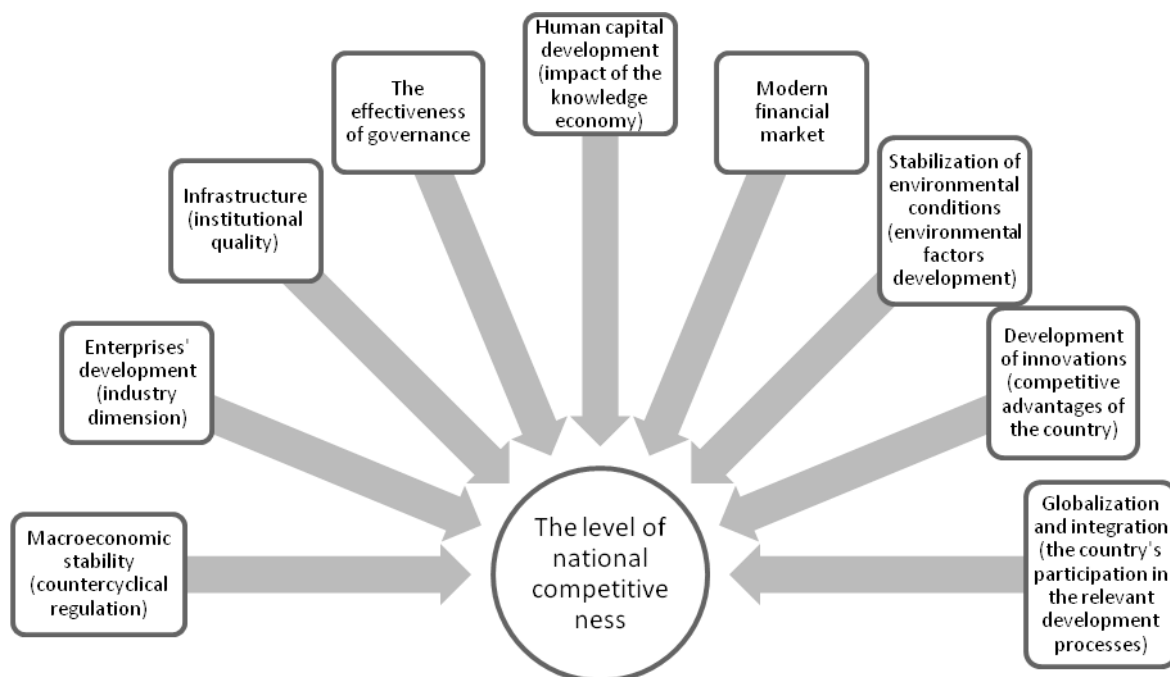 Human capital
development
(impact of the
knowledge
economy)
The
effectiveness
of governance
Modern
financial
market
Infrastructure
(institutional
quality)
Stabilization of
environmental
conditions
(environmental
factors
development)
Enterprises'
development
(industry
dimension)
Development
of innovations
(competitive
advantages of
the country)
Macroeconomic
stability
(countercyclical
regulation)
The level of
national
competitive
ness
Globalization
and integration
(the country's
participation in
the relevant
development
processes)